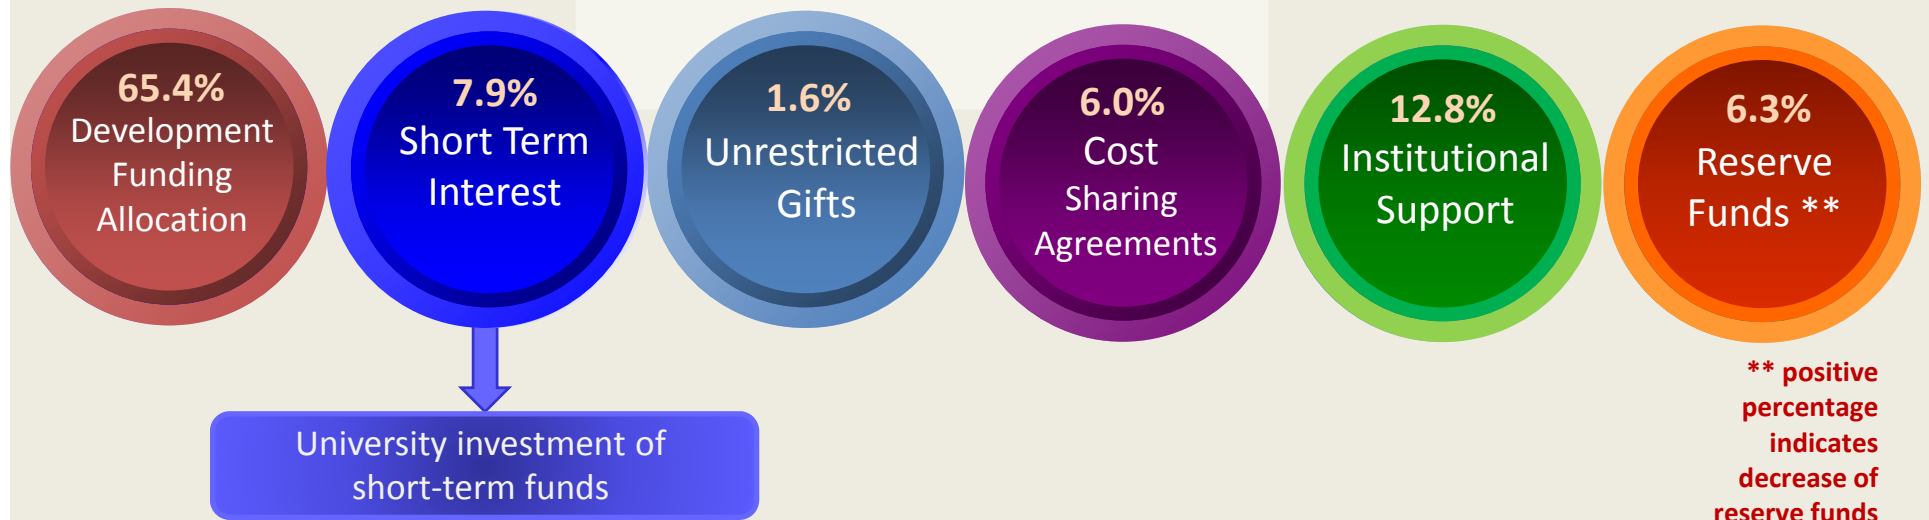 65.4%
Development
Funding
Allocation
7.9%
Short Term
Interest
1.6%
Unrestricted
Gifts
6.0%
Cost
Sharing
Agreements
12.8%
Institutional
Support
6.3%
Reserve
Funds **
University investment of
short-term funds
** positive
percentage
indicates
decrease of
reserve funds